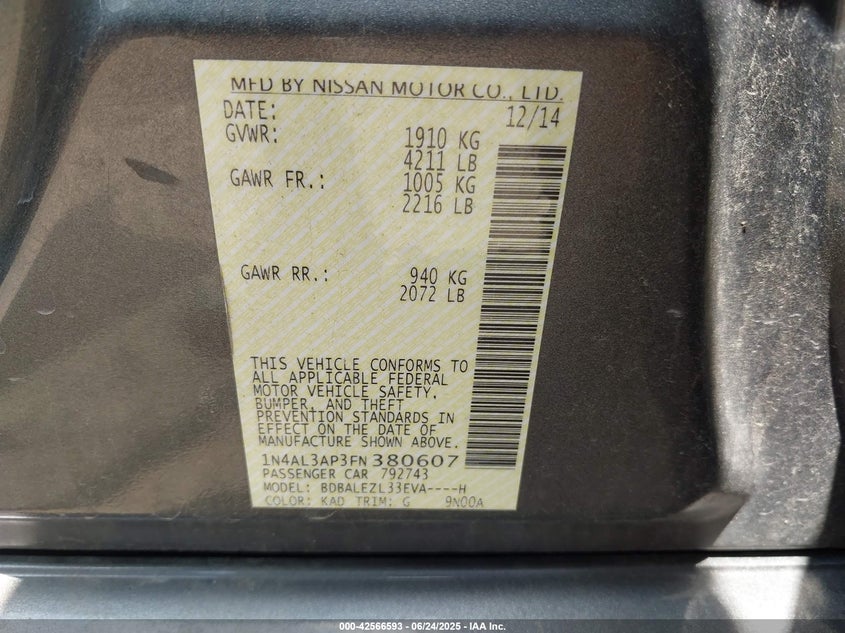 MFD BY NISSAN MOTOR CO., LTD.
DATE: 12/14
GVWR: 1910 KG
4211 LB
GAWR FR.: 1005 KG
2216 LB
GAWR RR.: 940 KG
2072 LB
THIS VEHICLE CONFORMS TO
ALL APPLICABLE FEDERAL
MOTOR VEHICLE SAFETY,
BUMPER, AND THEFT
PREVENTION STANDARDS IN
EFFECT ON THE DATE OF
MANUFACTURE SHOWN ABOVE.
1N4AL3AP3FN380607
PASSENGER CAR 792743
MODEL: BDBALEZL33EVA----H
COLOR: KAD TRIM: G 9N00A
000-42566593 - 06/24/2025 - IAA Inc.